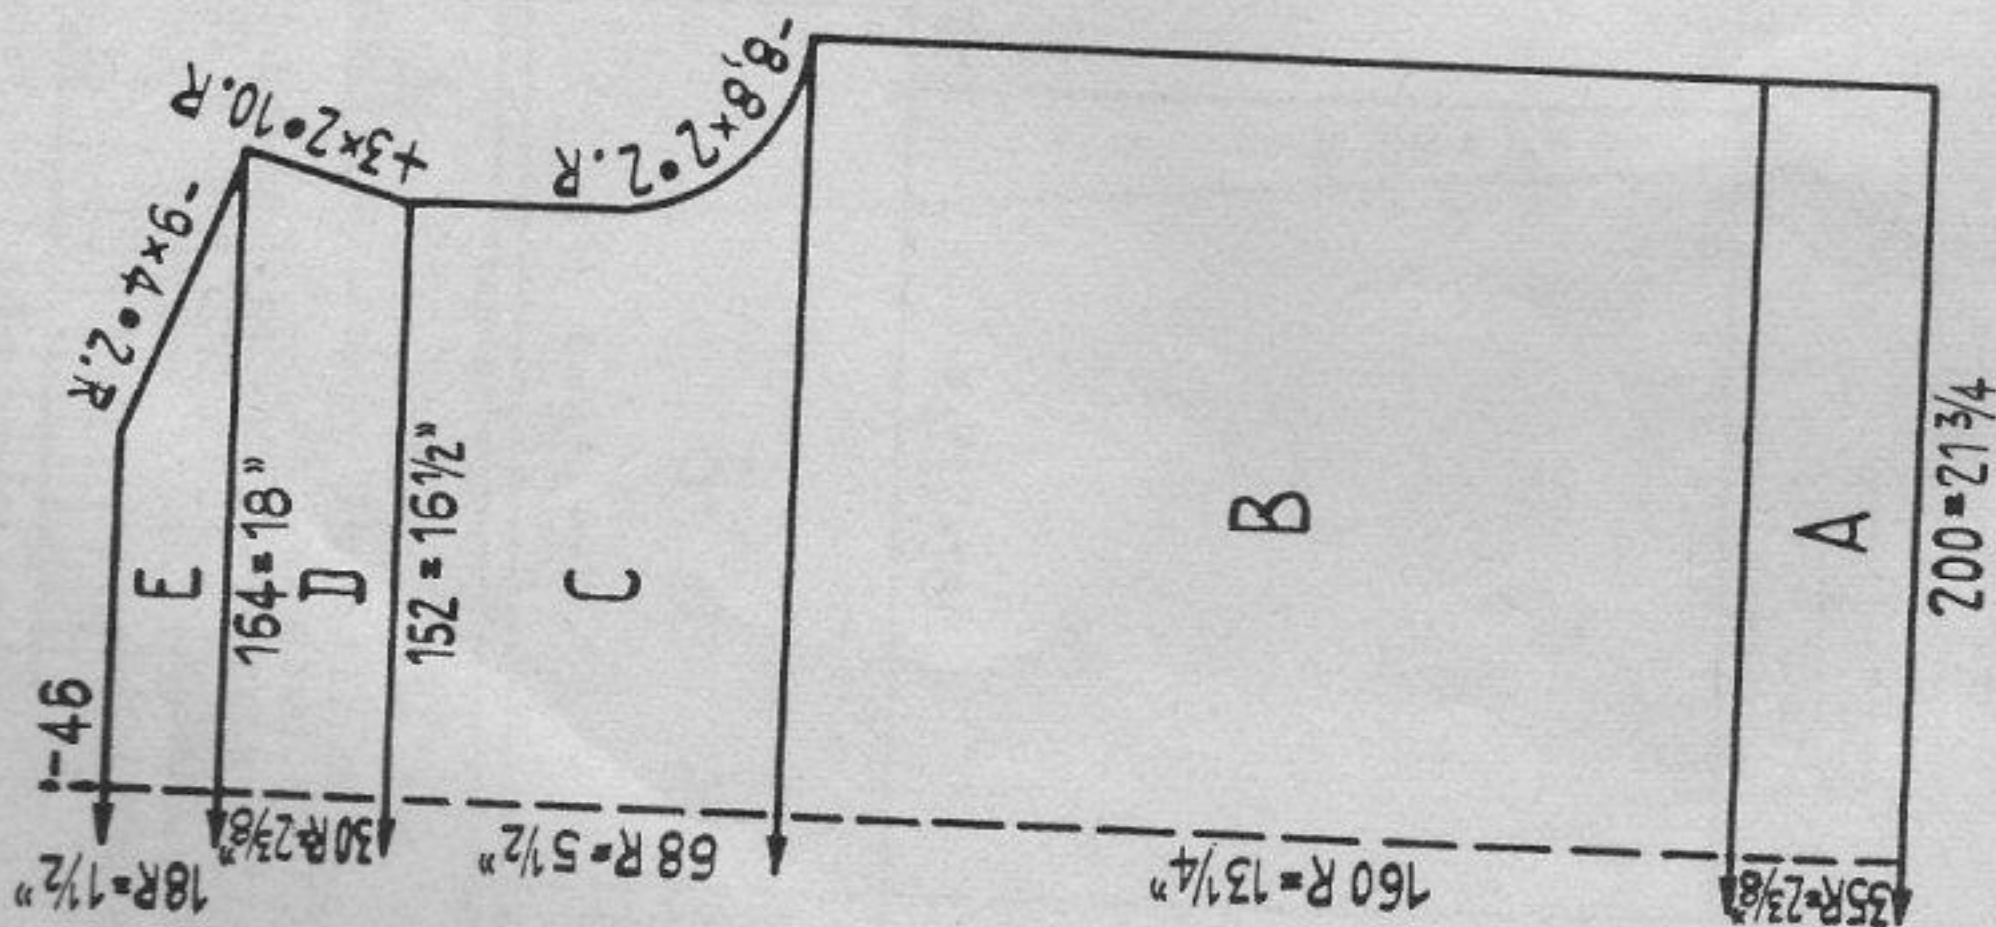 -46
-9×4•2.R
+3×2•10.R
-8,8×2•2.R
E
164=18”
D
152=16½”
C
B
A
200=21¾
18R=1½”
30R=2⅜”
68R=5½”
160R=13¼”
35R=2⅜”